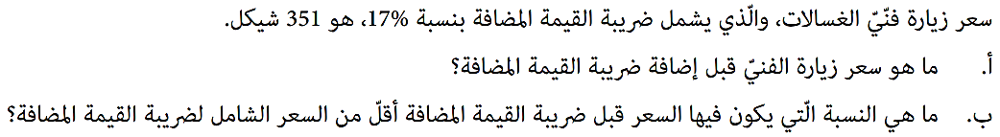 سعر زيارة فنّيّ الغسالات، والّذي يشمل ضريبة القيمة المضافة بنسبة 17%، هو 351 شيكل.
أ. ما هو سعر زيارة الفنيّ قبل إضافة ضريبة القيمة المضافة؟
ب. ما هي النسبة الّتي يكون فيها السعر قبل ضريبة القيمة المضافة أقلّ من السعر الشامل لضريبة القيمة المضافة؟